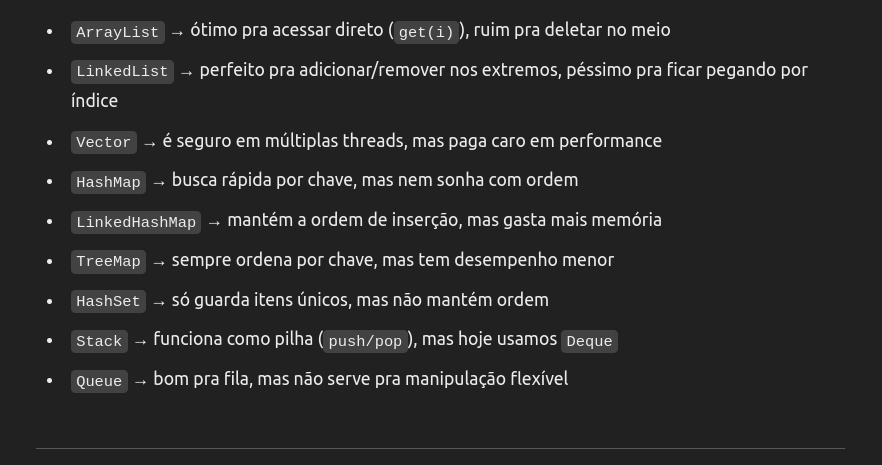 • ArrayList → ótimo pra acessar direto (get(i)), ruim pra deletar no meio
• LinkedList → perfeito pra adicionar/remover nos extremos, péssimo pra ficar pegando por
índice
• Vector → é seguro em múltiplas threads, mas paga caro em performance
• HashMap → busca rápida por chave, mas nem sonha com ordem
• LinkedHashMap → mantém a ordem de inserção, mas gasta mais memória
• TreeMap → sempre ordena por chave, mas tem desempenho menor
• HashSet → só guarda itens únicos, mas não mantém ordem
• Stack → funciona como pilha (push/pop), mas hoje usamos Deque
• Queue → bom pra fila, mas não serve pra manipulação flexível